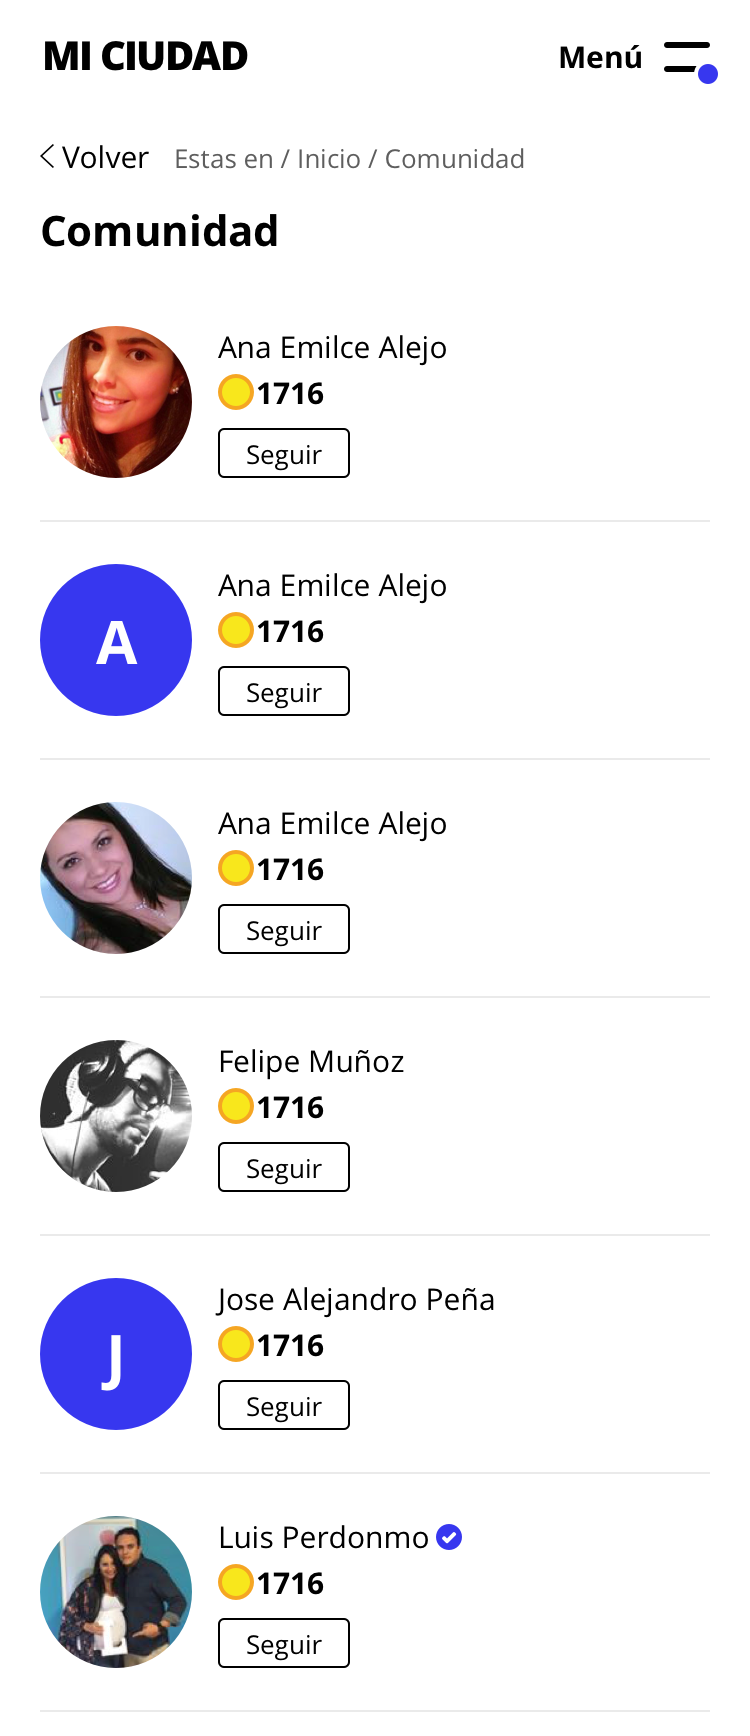 MI CIUDAD Menú
Volver Estas en / Inicio / Comunidad
Comunidad
Ana Emilce Alejo
1716
Seguir
A
Ana Emilce Alejo
1716
Seguir
Ana Emilce Alejo
1716
Seguir
Felipe Muñoz
1716
Seguir
J
Jose Alejandro Peña
1716
Seguir
Luis Perdonmo
1716
Seguir